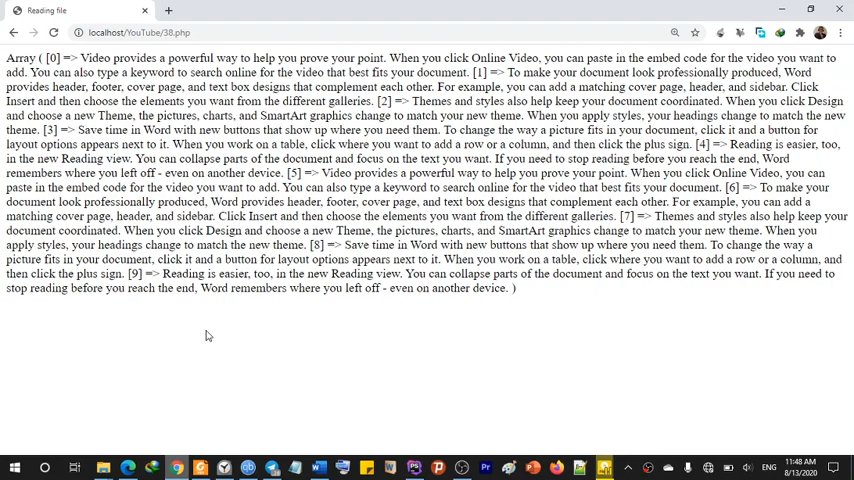 Reading file
localhost/YouTube/38.php
Array ( [0] => Video provides a powerful way to help you prove your point. When you click Online Video, you can paste in the embed code for the video you want to
add. You can also type a keyword to search online for the video that best fits your document. [1] => To make your document look professionally produced, Word
provides header, footer, cover page, and text box designs that complement each other. For example, you can add a matching cover page, header, and sidebar. Click
Insert and then choose the elements you want from the different galleries. [2] => Themes and styles also help keep your document coordinated. When you click Design
and choose a new Theme, the pictures, charts, and SmartArt graphics change to match your new theme. When you apply styles, your headings change to match the new
theme. [3] => Save time in Word with new buttons that show up where you need them. To change the way a picture fits in your document, click it and a button for
layout options appears next to it. When you work on a table, click where you want to add a row or a column, and then click the plus sign. [4] => Reading is easier, too,
in the new Reading view. You can collapse parts of the document and focus on the text you want. If you need to stop reading before you reach the end, Word
remembers where you left off - even on another device. [5] => Video provides a powerful way to help you prove your point. When you click Online Video, you can
paste in the embed code for the video you want to add. You can also type a keyword to search online for the video that best fits your document. [6] => To make your
document look professionally produced, Word provides header, footer, cover page, and text box designs that complement each other. For example, you can add a
matching cover page, header, and sidebar. Click Insert and then choose the elements you want from the different galleries. [7] => Themes and styles also help keep your
document coordinated. When you click Design and choose a new Theme, the pictures, charts, and SmartArt graphics change to match your new theme. When you
apply styles, your headings change to match the new theme. [8] => Save time in Word with new buttons that show up where you need them. To change the way a
picture fits in your document, click it and a button for layout options appears next to it. When you work on a table, click where you want to add a row or a column, and
then click the plus sign. [9] => Reading is easier, too, in the new Reading view. You can collapse parts of the document and focus on the text you want. If you need to
stop reading before you reach the end, Word remembers where you left off - even on another device. )
ENG
11:48 AM
8/13/2020